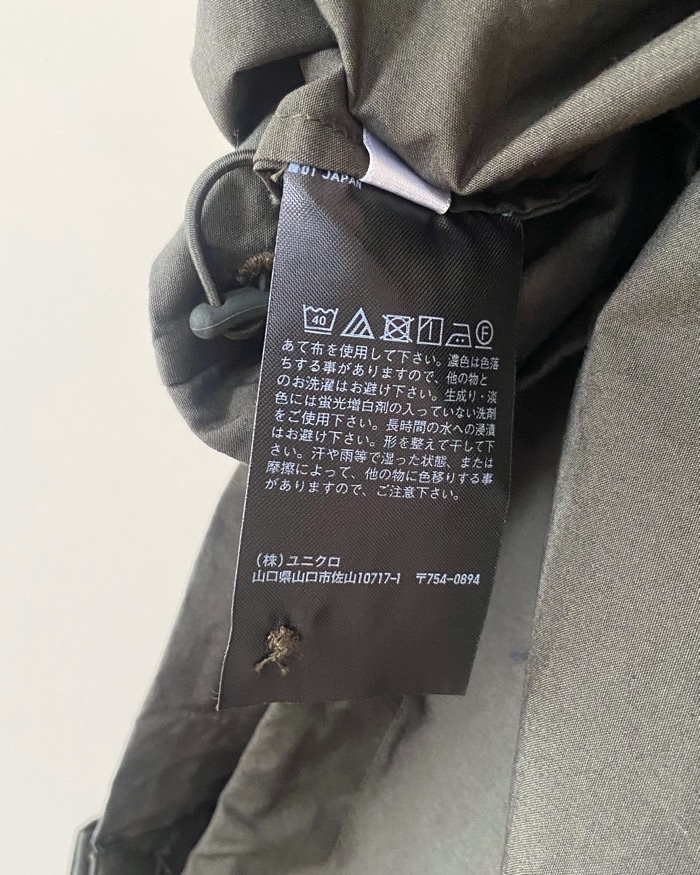 01 JAPAN
40 F
あて布を使用して下さい。濃色は色落
ちする事がありますので、他の物と
のお洗濯はお避け下さい。生成り・淡
色には蛍光増白剤の入っていない洗剤
をご使用下さい。長時間の水への浸漬
はお避け下さい。形を整えて干して下
さい。汗や雨等で湿った状態、または
摩擦によって、他の物に色移りする事
がありますので、ご注意下さい。
(株)ユニクロ
山口県山口市佐山10717-1 〒754-0894